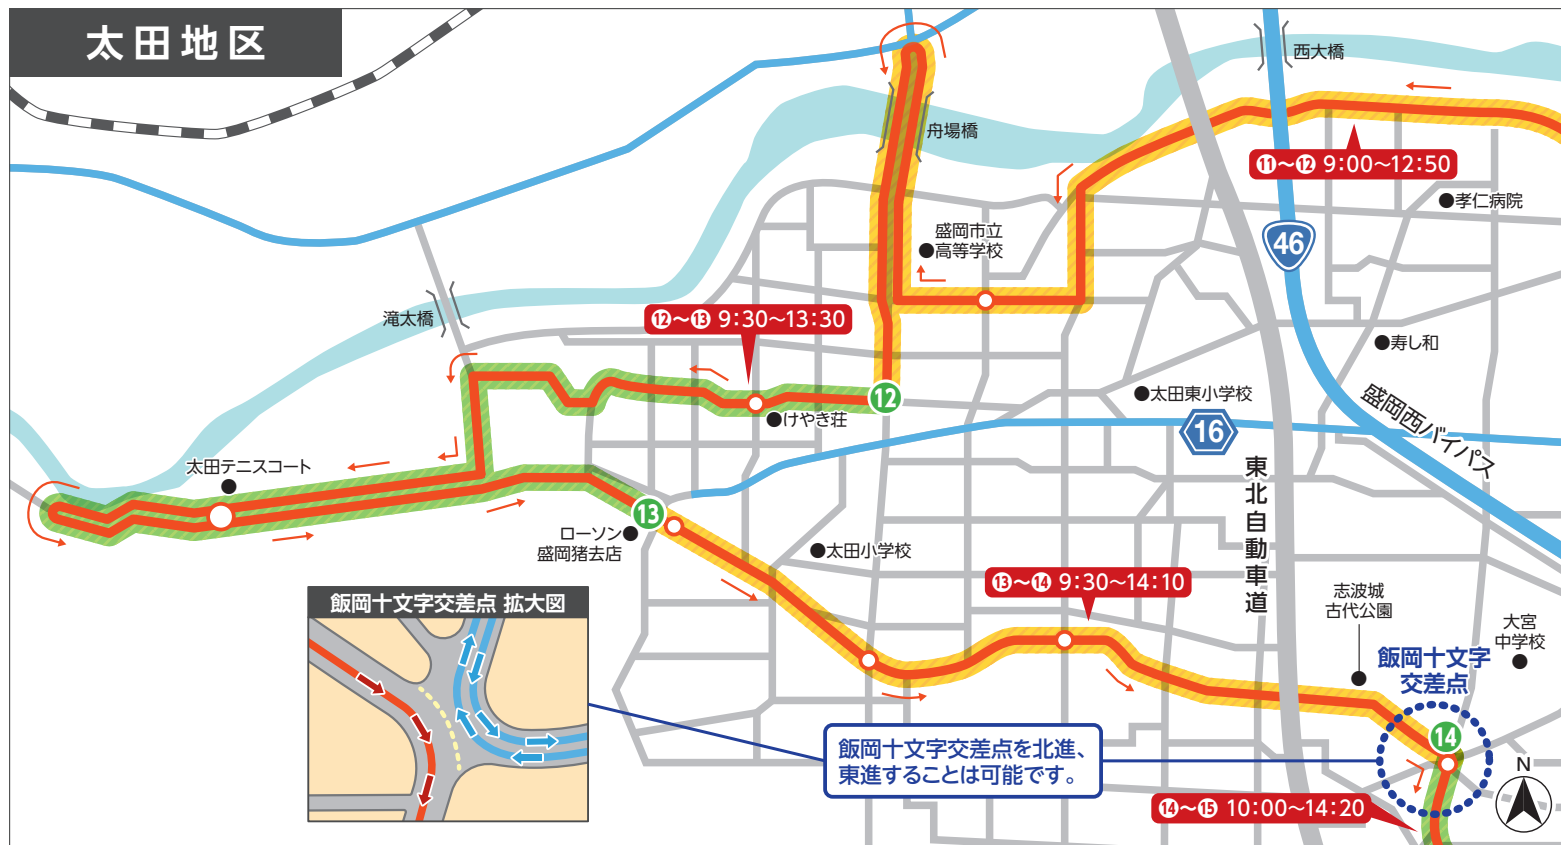 太田地区
西大橋
舟場橋
⑪～⑫ 9:00～12:50
孝仁病院
盛岡市立
高等学校
46
滝太橋
⑫～⑬ 9:30～13:30
寿し和
12
太田東小学校
けやき荘
16
盛岡西バイパス
太田テニスコート
東北自動車道
13
ローソン
盛岡猪去店
太田小学校
⑬～⑭ 9:30～14:10
志波城
古代公園
大宮
中学校
飯岡十文字交差点 拡大図
飯岡十文字
交差点
14
飯岡十文字交差点を北進、
東進することは可能です。
N
⑭～⑮ 10:00～14:20